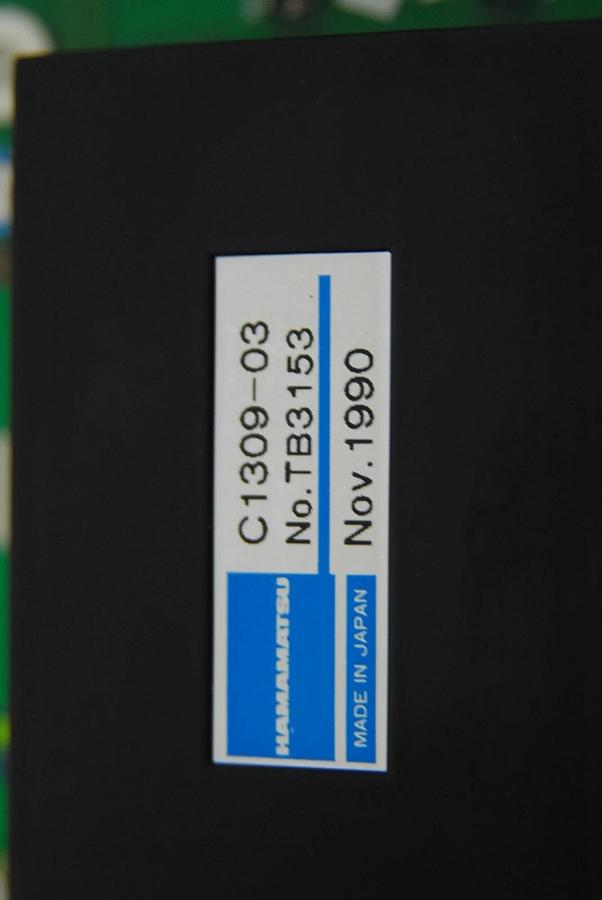 HAMAMATSU
C1309-03
No.TB3153
MADE IN JAPAN
Nov.1990